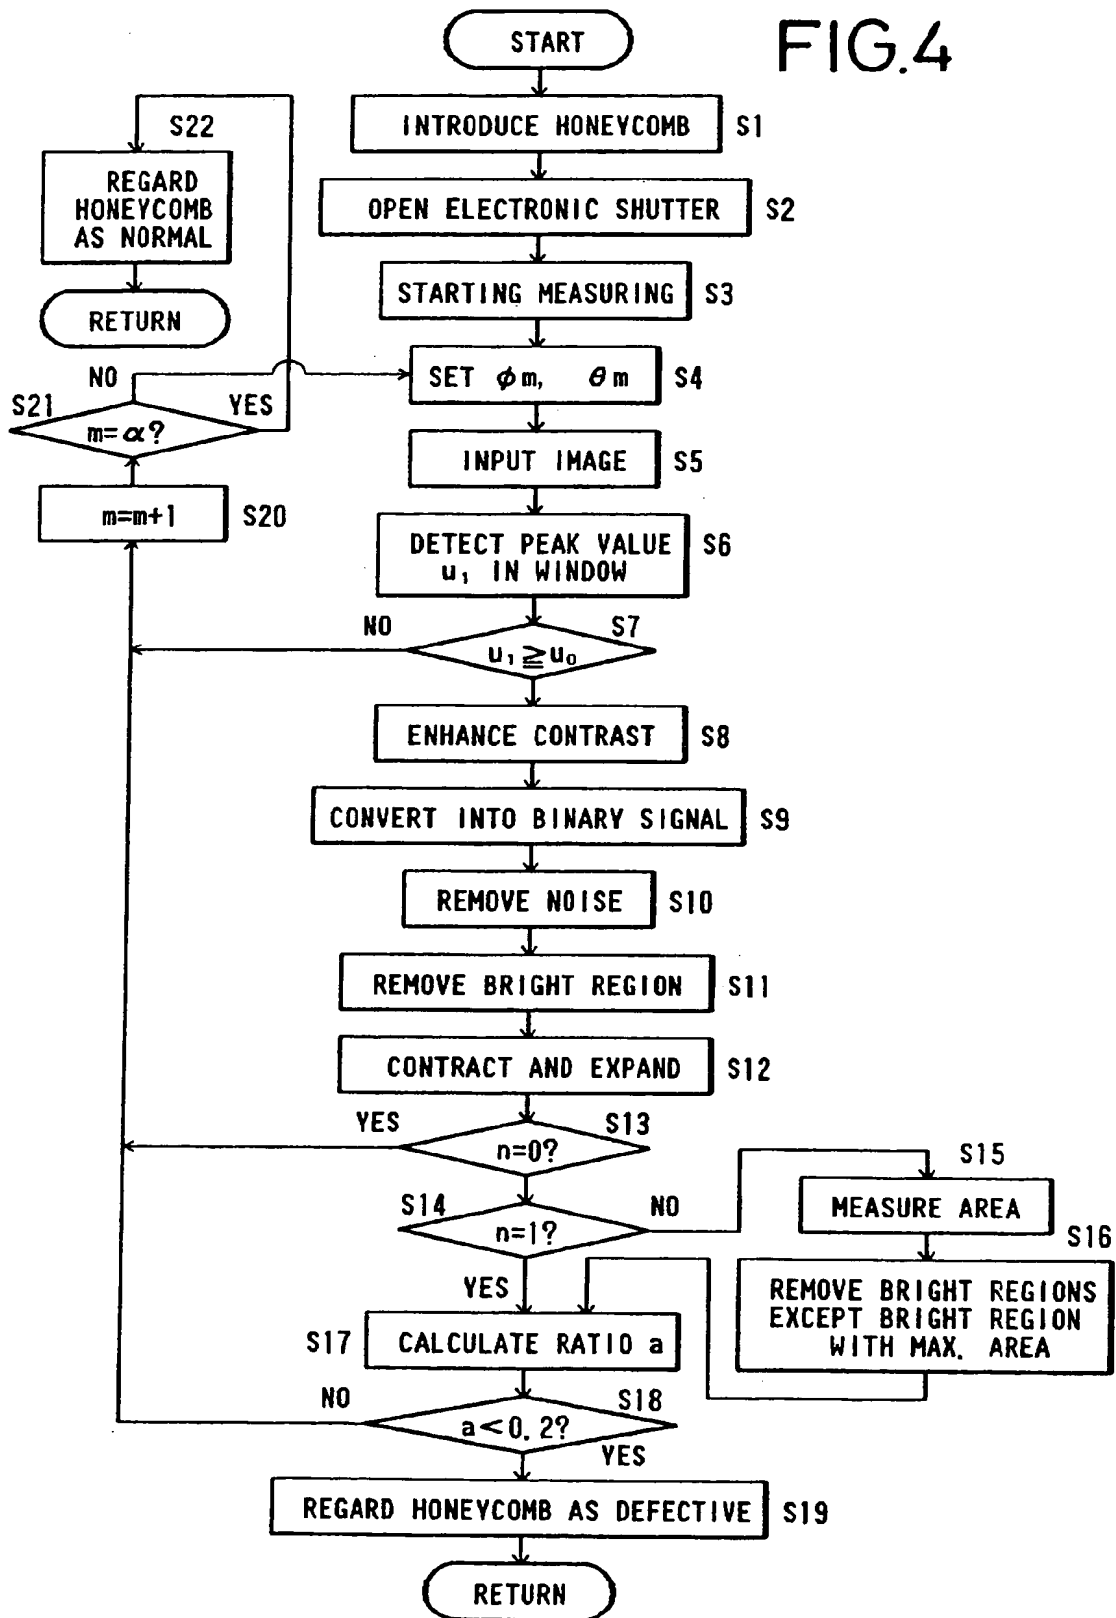 FIG.4
START
INTRODUCE HONEYCOMB S1
OPEN ELECTRONIC SHUTTER S2
STARTING MEASURING S3
SET φm, θm S4
INPUT IMAGE S5
DETECT PEAK VALUE
u₁ IN WINDOW
S6
S7
u₁≧u₀
NO
ENHANCE CONTRAST S8
CONVERT INTO BINARY SIGNAL S9
REMOVE NOISE S10
REMOVE BRIGHT REGION S11
CONTRACT AND EXPAND S12
YES
S13
n=0?
S14
n=1?
NO
YES
S15
MEASURE AREA
S16
REMOVE BRIGHT REGIONS
EXCEPT BRIGHT REGION
WITH MAX. AREA
S17 CALCULATE RATIO a
NO
S18
a<0.2?
YES
REGARD HONEYCOMB AS DEFECTIVE S19
RETURN
m=m+1 S20
S21
m=α?
NO
YES
S22
REGARD
HONEYCOMB
AS NORMAL
RETURN